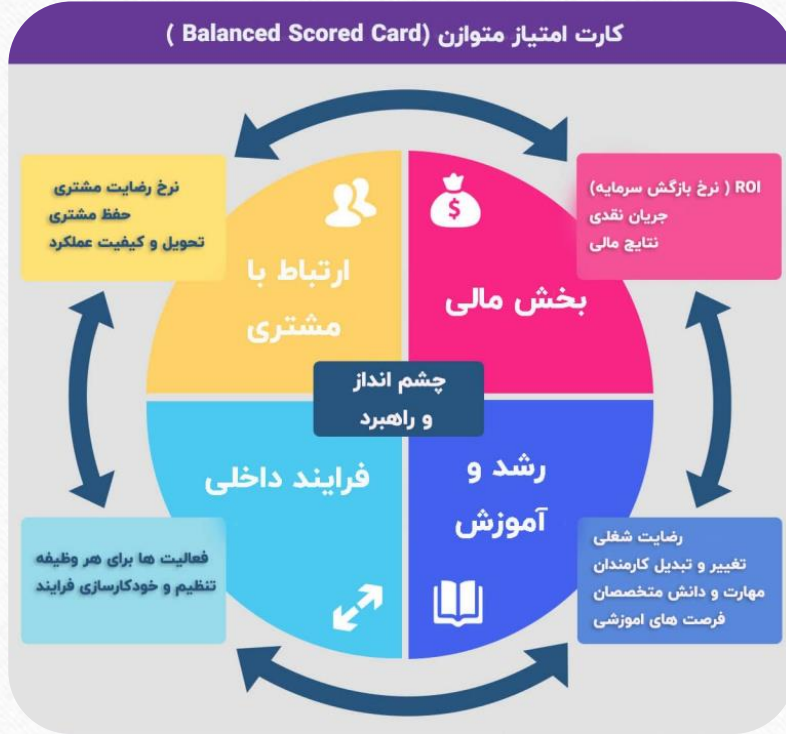 کارت امتیاز متوازن (Balanced Scored Card )
ROI ( نرخ بازگش سرمایه)
جریان نقدی
نتایج مالی
نرخ رضایت مشتری
حفظ مشتری
تحویل و کیفیت عملکرد
$
بخش مالی
ارتباط با
مشتری
چشم انداز
و راهبرد
رشد و
آموزش
فرایند داخلی
رضایت شغلی
تغییر و تبدیل کارمندان
مهارت و دانش متخصصان
فرصت های اموزشی
فعالیت ها برای هر وظیفه
تنظیم و خودکارسازی فرایند